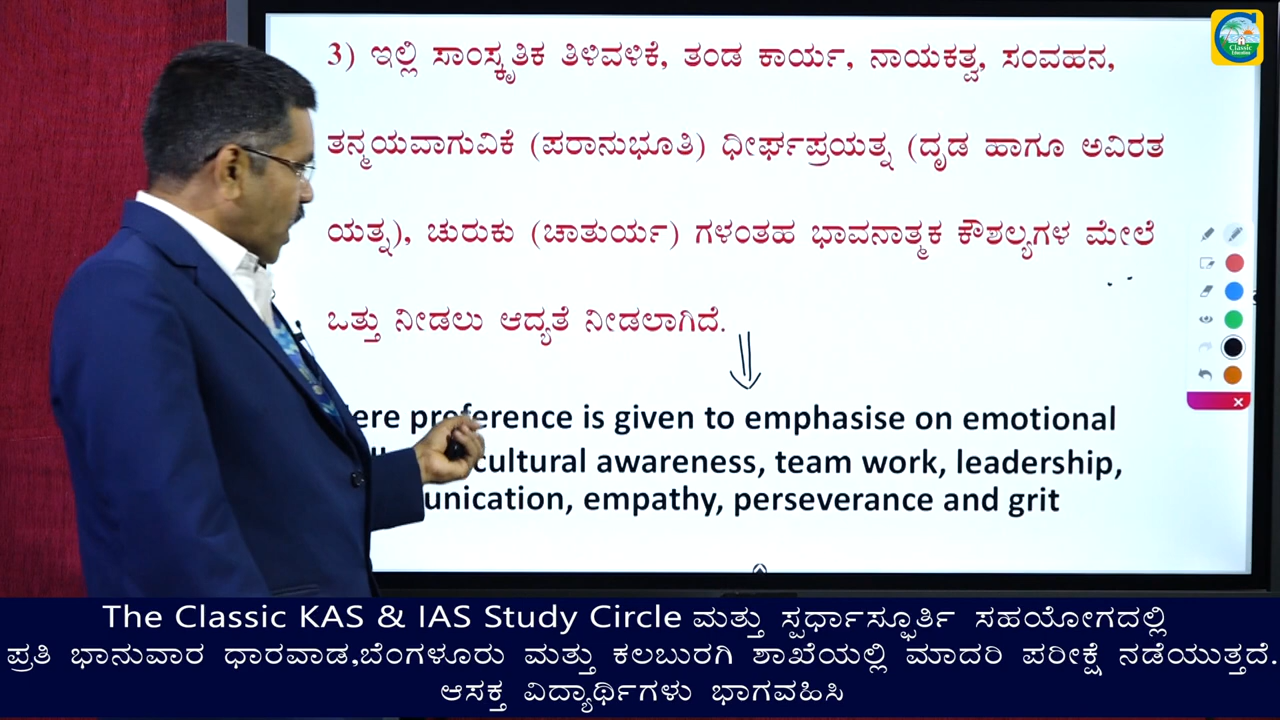 3) ಇಲ್ಲಿ ಸಾಂಸ್ಕೃತಿಕ ತಿಳಿವಳಿಕೆ, ತಂಡ ಕಾರ್ಯ, ನಾಯಕತ್ವ, ಸಂವಹನ,
ತನ್ಮಯವಾಗುವಿಕೆ (ಪರಾನುಭೂತಿ) ಧೀರ್ಘಪ್ರಯತ್ನ (ದೃಡ ಹಾಗೂ ಅವಿರತ
ಯತ್ನ), ಚುರುಕು (ಚಾತುರ್ಯ) ಗಳಂತಹ ಭಾವನಾತ್ಮಕ ಕೌಶಲ್ಯಗಳ ಮೇಲೆ
ಒತ್ತು ನೀಡಲು ಆದ್ಯತೆ ನೀಡಲಾಗಿದೆ.
preference is given to emphasise on emotional
cultural awareness, team work, leadership,
empathy, perseverance and grit
Classic
The Classic KAS & IAS Study Circle ಮತ್ತು ಸ್ಪರ್ಧಾಸ್ಫೂರ್ತಿ ಸಹಯೋಗದಲ್ಲಿ
ಪ್ರತಿ ಭಾನುವಾರ ಧಾರವಾಡ,ಬೆಂಗಳೂರು ಮತ್ತು ಕಲಬುರಗಿ ಶಾಖೆಯಲ್ಲಿ ಮಾದರಿ ಪರೀಕ್ಷೆ ನಡೆಯುತ್ತದೆ.
ಆಸಕ್ತ ವಿದ್ಯಾರ್ಥಿಗಳು ಭಾಗವಹಿಸಿ